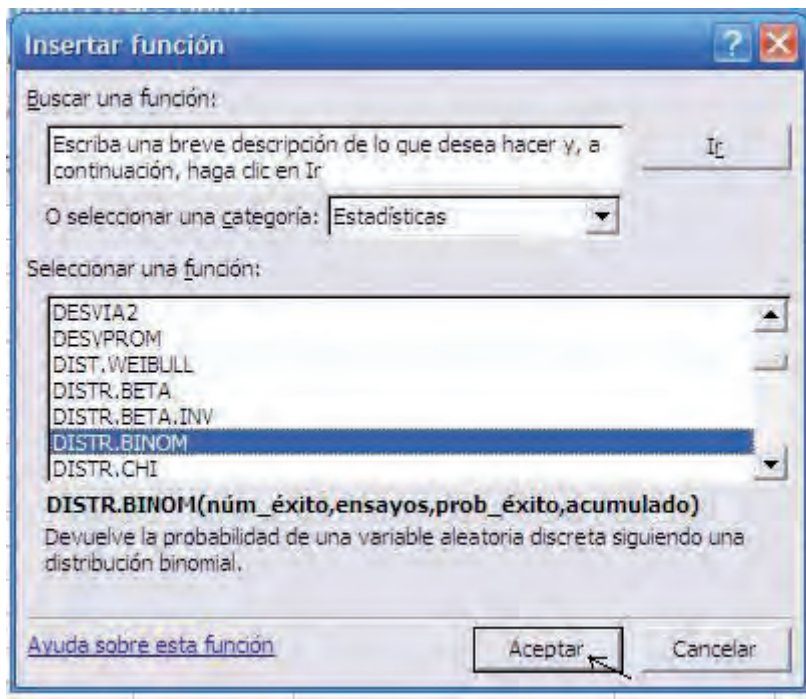 Insertar función
Buscar una función:
Escriba una breve descripción de lo que desea hacer y, a
continuación, haga clic en Ir
Ir
O seleccionar una categoría: Estadísticas
Seleccionar una función:
DESVIA2
DESVPROM
DIST.WEIBULL
DISTR.BETA
DISTR.BETA.INV
DISTR.BINOM
DISTR.CHI
DISTR.BINOM(núm_éxito,ensayos,prob_éxito,acumulado)
Devuelve la probabilidad de una variable aleatoria discreta siguiendo una
distribución binomial.
Ayuda sobre esta función
Aceptar
Cancelar